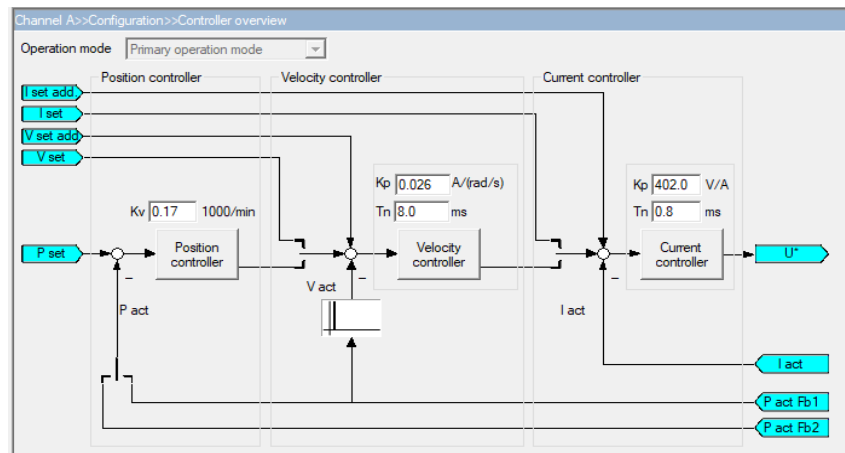 Channel A>>Configuration>>Controller overview
Operation mode Primary operation mode
Position controller Velocity controller Current controller
I set add
I set
V set add
V set
Kp 0.026 A/(rad/s) Kp 402.0 V/A
Kv 0.17 1000/min Tn 8.0 ms Tn 0.8 ms
P set Position controller Velocity controller Current controller U*
V act
P act I act
I act
P act Fb1
P act Fb2